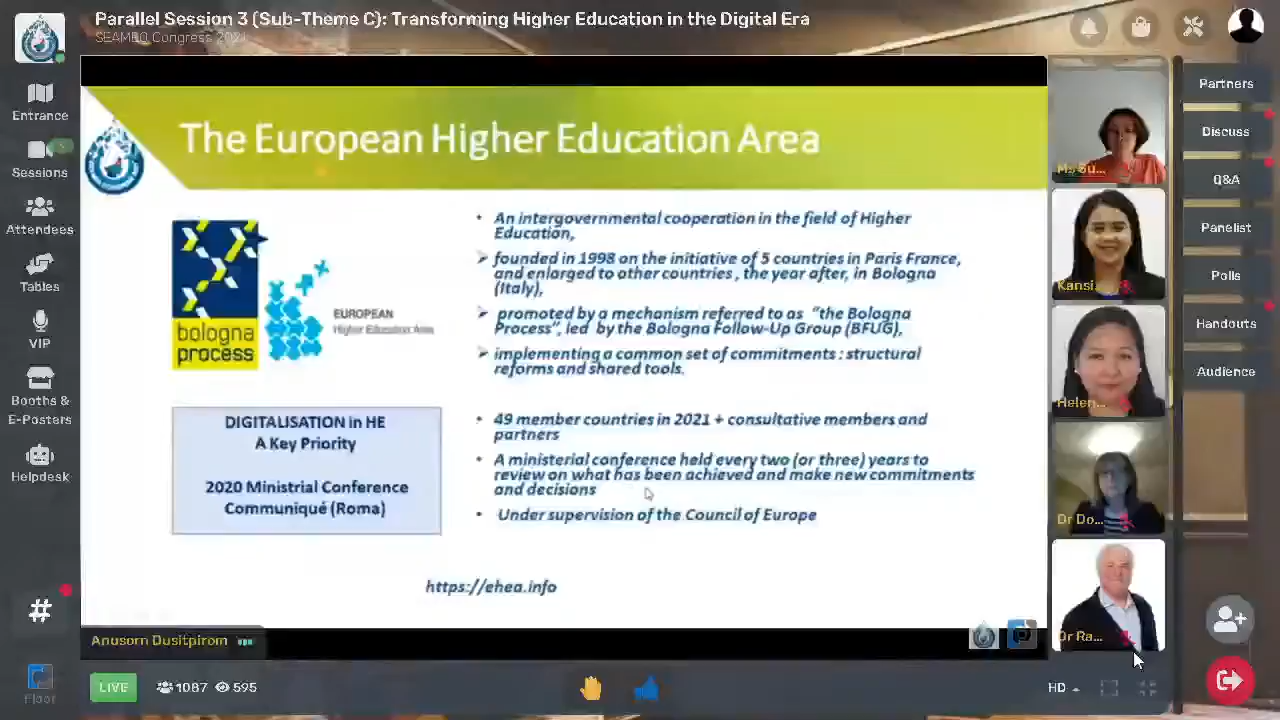 Parallel Session 3 (Sub-Theme C): Transforming Higher Education in the Digital Era
SEAMEO Congress 2021
Entrance
Sessions
Attendees
Tables
VIP
Booths &
E-Posters
Helpdesk
#
Floor
The European Higher Education Area
bologna
process
EUROPEAN
Higher Education Area
• An intergovernmental cooperation in the field of Higher
Education,
➢ founded in 1998 on the initiative of 5 countries in Paris France,
and enlarged to other countries , the year after, in Bologna
(Italy),
➢ promoted by a mechanism referred to as "the Bologna
Process", led by the Bologna Follow-Up Group (BFUG),
➢ implementing a common set of commitments : structural
reforms and shared tools.
DIGITALISATION in HE
A Key Priority
2020 Ministrial Conference
Communiqué (Roma)
• 49 member countries in 2021 + consultative members and
partners
• A ministerial conference held every two (or three) years to
review on what has been achieved and make new commitments
and decisions
• Under supervision of the Council of Europe
https://ehea.info
Anusorn Dusitpirom
LIVE
1087
595
HD
Ms Su...
Kansi...
Helen...
Dr Do...
Dr Ra...
Partners
Discuss
Q&A
People list
Polls
Handouts
Audience